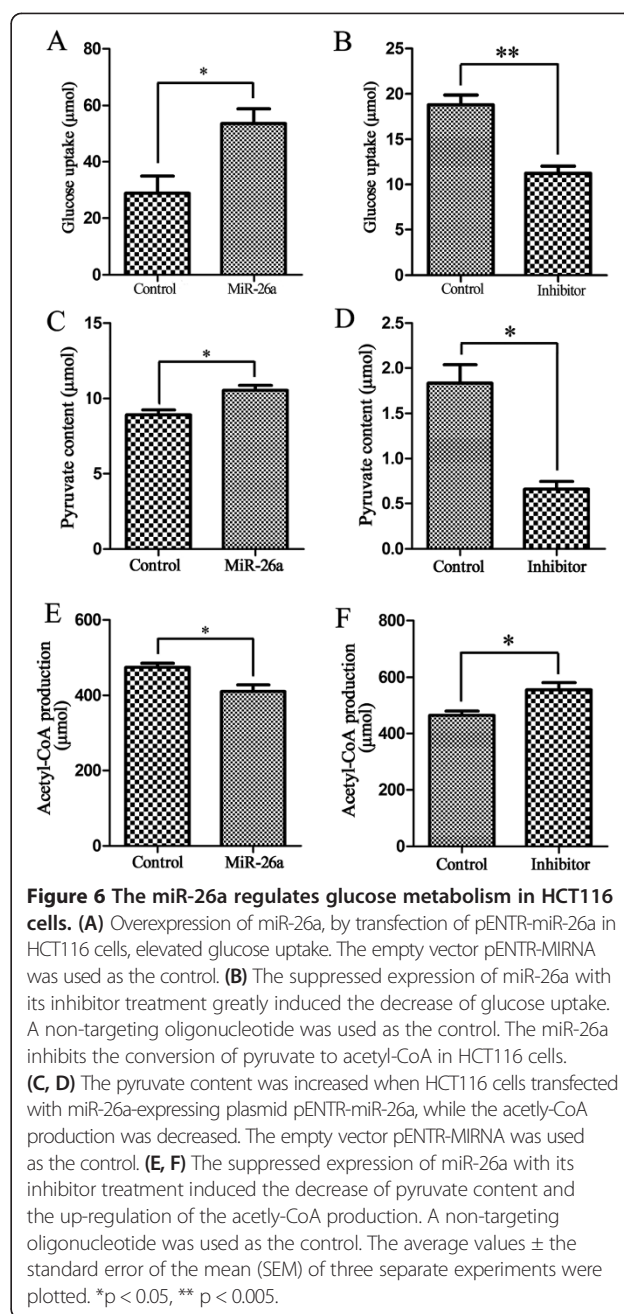 A
*
Glucose uptake (μmol)
80
60
40
20
0
Control
MiR-26a
B
**
Glucose uptake (μmol)
25
20
15
10
5
0
Control
Inhibitor
C
*
Pyruvate content (μmol)
15
10
5
0
Control
MiR-26a
D
*
Pyruvate content (μmol)
2.5
2.0
1.5
1.0
0.5
0.0
Control
Inhibitor
E
*
Acetyl-CoA production
(μmol)
600
400
200
0
Control
MiR-26a
F
*
Acetyl-CoA production
(μmol)
800
600
400
200
0
Control
Inhibitor
Figure 6 The miR-26a regulates glucose metabolism in HCT116
cells. (A) Overexpression of miR-26a, by transfection of pENTR-miR-26a in
HCT116 cells, elevated glucose uptake. The empty vector pENTR-MIRNA
was used as the control. (B) The suppressed expression of miR-26a with
its inhibitor treatment greatly induced the decrease of glucose uptake.
A non-targeting oligonucleotide was used as the control. The miR-26a
inhibits the conversion of pyruvate to acetyl-CoA in HCT116 cells.
(C, D) The pyruvate content was increased when HCT116 cells transfected
with miR-26a-expressing plasmid pENTR-miR-26a, while the acetly-CoA
production was decreased. The empty vector pENTR-MIRNA was used
as the control. (E, F) The suppressed expression of miR-26a with its
inhibitor treatment induced the decrease of pyruvate content and
the up-regulation of the acetly-CoA production. A non-targeting
oligonucleotide was used as the control. The average values ± the
standard error of the mean (SEM) of three separate experiments were
plotted. *p < 0.05, ** p < 0.005.